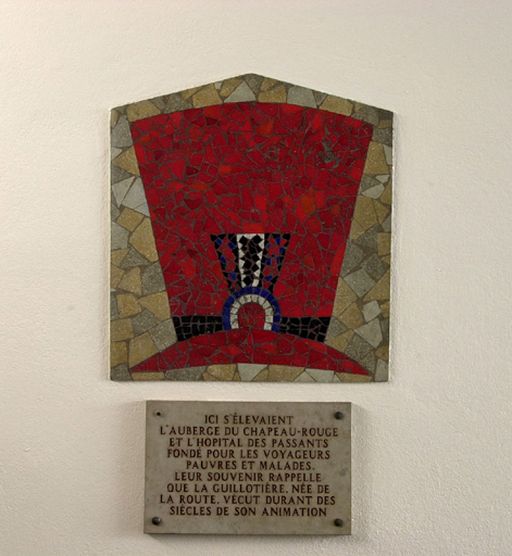 ICI S'ÉLEVAIENT
L'AUBERGE DU CHAPEAU-ROUGE
ET L'HOPITAL DES PASSANTS
FONDÉ POUR LES VOYAGEURS
PAUVRES ET MALADES.
LEUR SOUVENIR RAPPELLE
QUE LA GUILLOTIÈRE, NÉE DE
LA ROUTE, VÉCUT DURANT DES
SIÈCLES DE SON ANIMATION